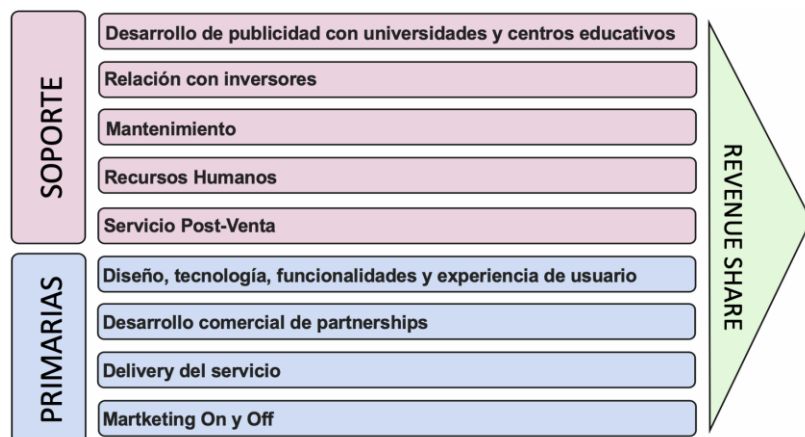 SOPORTE
Desarrollo de publicidad con universidades y centros educativos
Relación con inversores
Mantenimiento
Recursos Humanos
Servicio Post-Venta
PRIMARIAS
Diseño, tecnología, funcionalidades y experiencia de usuario
Desarrollo comercial de partnerships
Delivery del servicio
Martketing On y Off
REVENUE SHARE